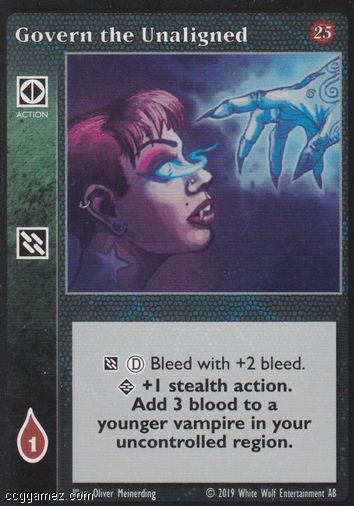 Govern the Unaligned
25
ACTION
D Bleed with +2 bleed.
+1 stealth action.
Add 3 blood to a
younger vampire in your
uncontrolled region.
1
Oliver Meinerding
© 2019 White Wolf Entertainment AB
ccggamez.com